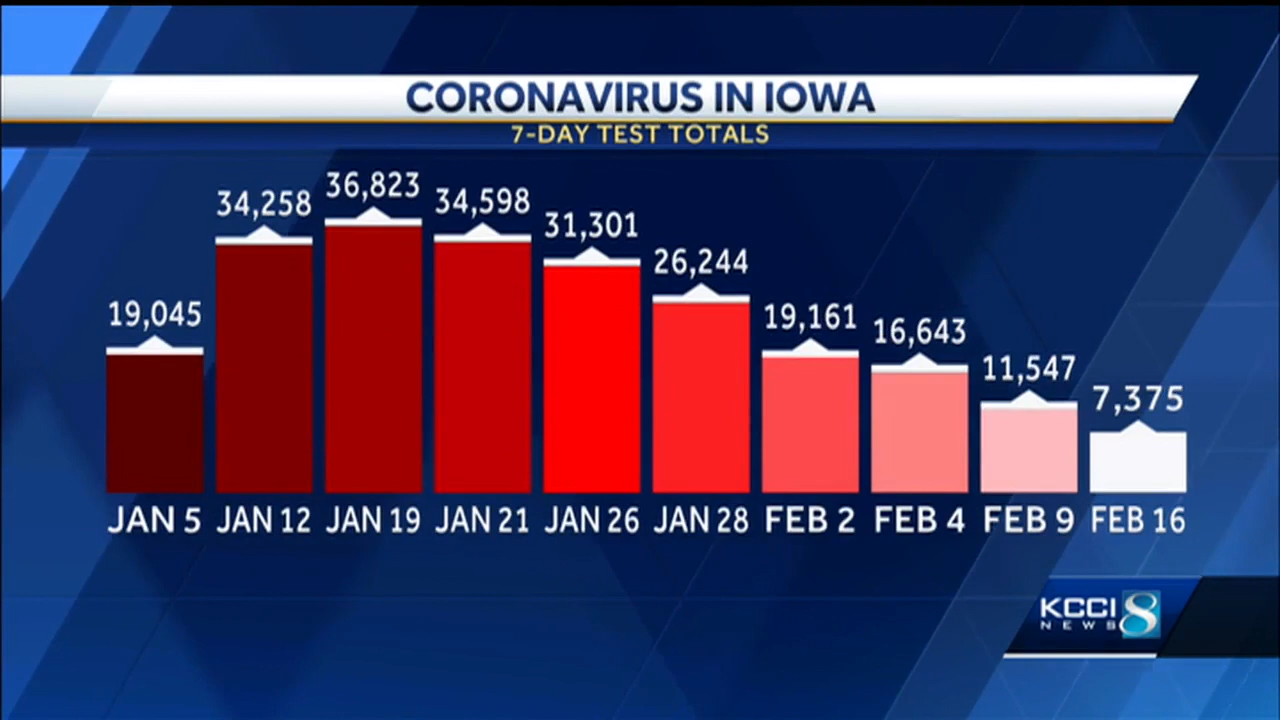 CORONAVIRUS IN IOWA
7-DAY TEST TOTALS
19,045
34,258
36,823
34,598
31,301
26,244
19,161
16,643
11,547
7,375
JAN 5 JAN 12 JAN 19 JAN 21 JAN 26 JAN 28 FEB 2 FEB 4 FEB 9 FEB 16
KCCI 8
NEWS